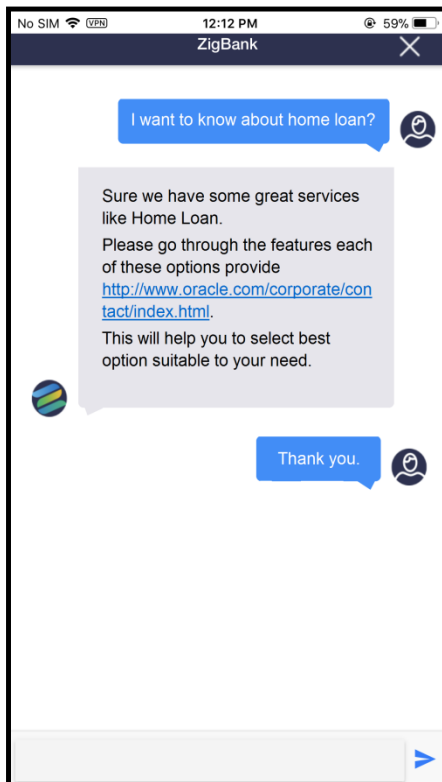 No SIM VPN 12:12 PM 59%
ZigBank
I want to know about home loan?
Sure we have some great services
like Home Loan.
Please go through the features each
of these options provide
http://www.oracle.com/corporate/con
tact/index.html.
This will help you to select best
option suitable to your need.
Thank you.